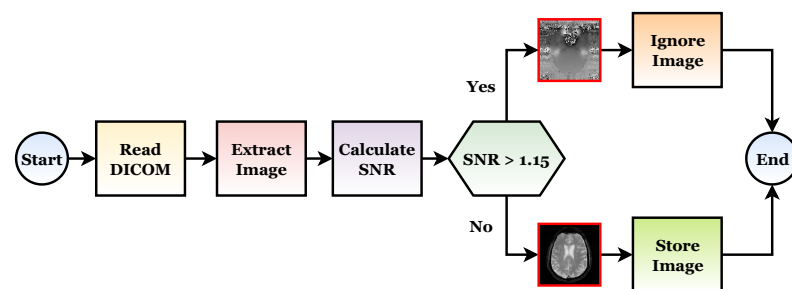 Start
Read
DICOM
Extract
Image
Calculate
SNR
SNR > 1.15
Yes
Ignore
Image
No
Store
Image
End